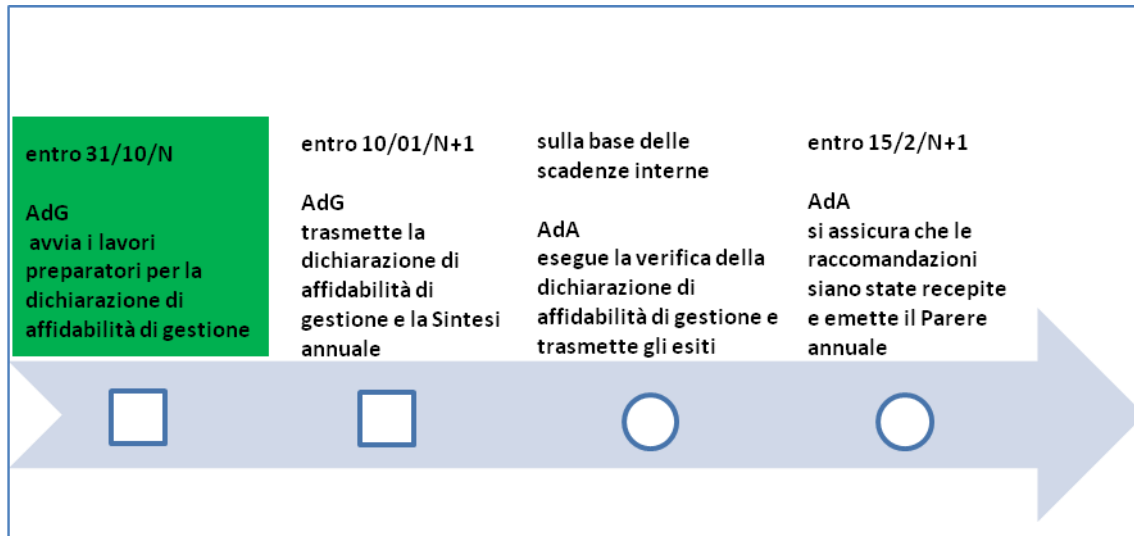 entro 31/10/N
AdG
avvia i lavori
preparatori per la
dichiarazione di
affidabilità di gestione
entro 10/01/N+1
AdG
trasmette la
dichiarazione di
affidabilità di
gestione e la Sintesi
annuale
sulla base delle
scadenze interne
AdA
esegue la verifica della
dichiarazione di
affidabilità di gestione e
trasmette gli esiti
entro 15/2/N+1
AdA
si assicura che le
raccomandazioni
siano state recepite
e emette il Parere
annuale